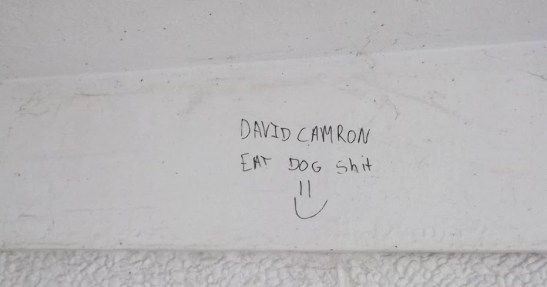 DAVID CAMRON
EAT DOG shit